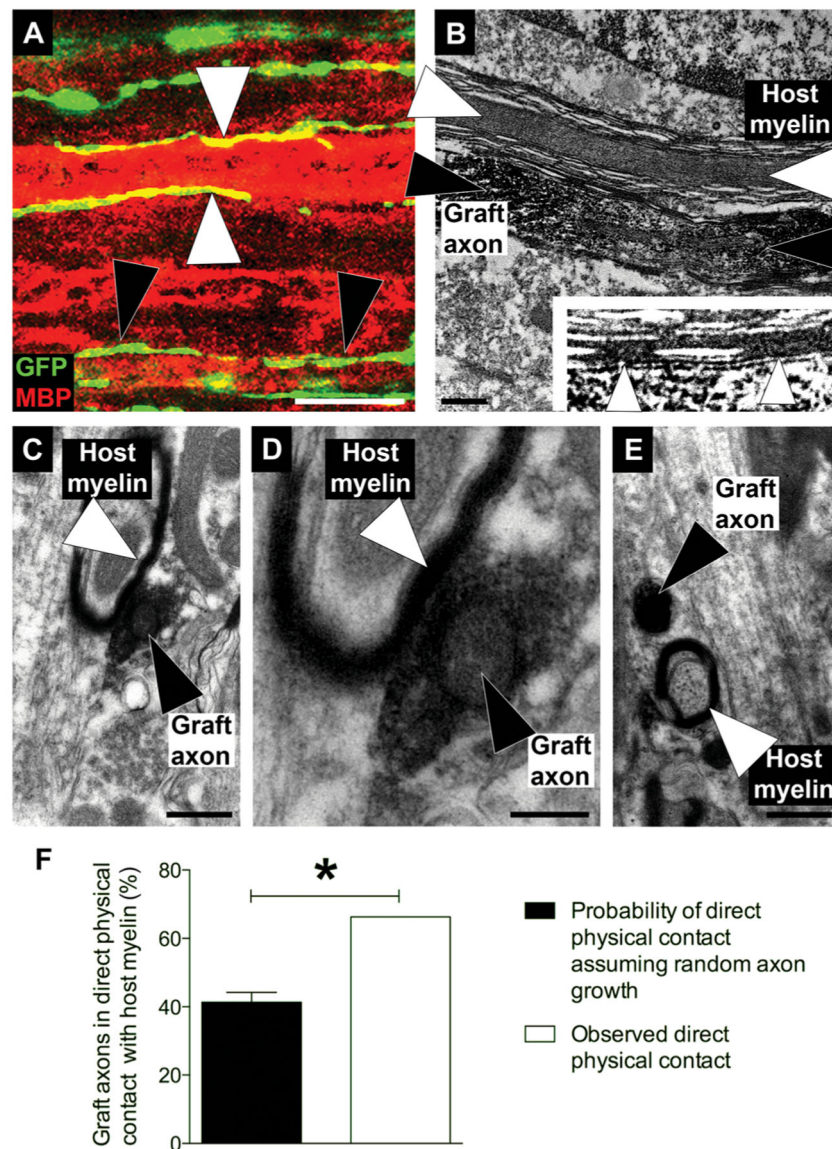 A
GFP
MBP
B
Host
myelin
Graft
axon
C
Host
myelin
Graft
axon
D
Host
myelin
Graft
axon
E
Graft
axon
Host
myelin
F
Graft axons in direct physical
contact with host myelin (%)
80
60
40
20
0
*
Probability of direct
physical contact
assuming random axon
growth
Observed direct
physical contact